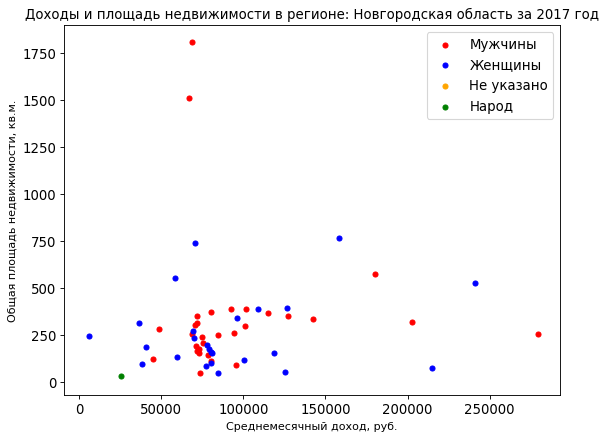 Доходы и площадь недвижимости в регионе: Новгородская область за 2017 год
Мужчины
Женщины
Не указано
Народ
Общая площадь недвижимости, кв.м.
1750
1500
1250
1000
750
500
250
0
0
50000
100000
150000
200000
250000
Среднемесячный доход, руб.